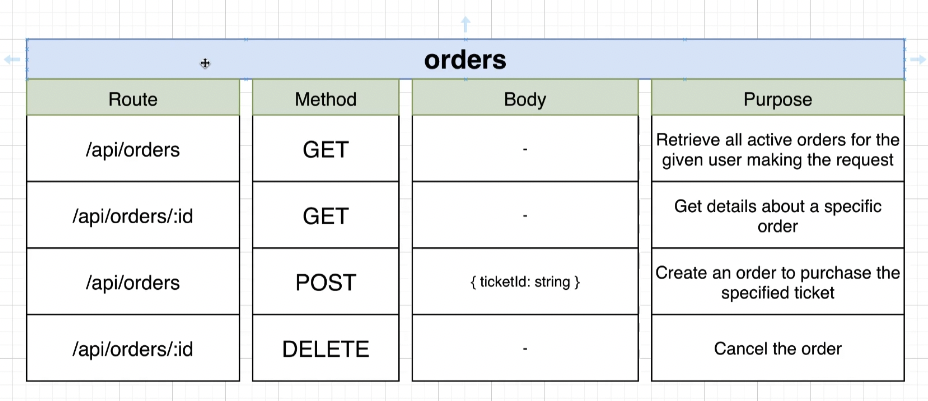 orders
Route Method Body Purpose
/api/orders GET - Retrieve all active orders for the
given user making the request
/api/orders/:id GET - Get details about a specific
order
/api/orders POST { ticketId: string } Create an order to purchase the
specified ticket
/api/orders/:id DELETE - Cancel the order